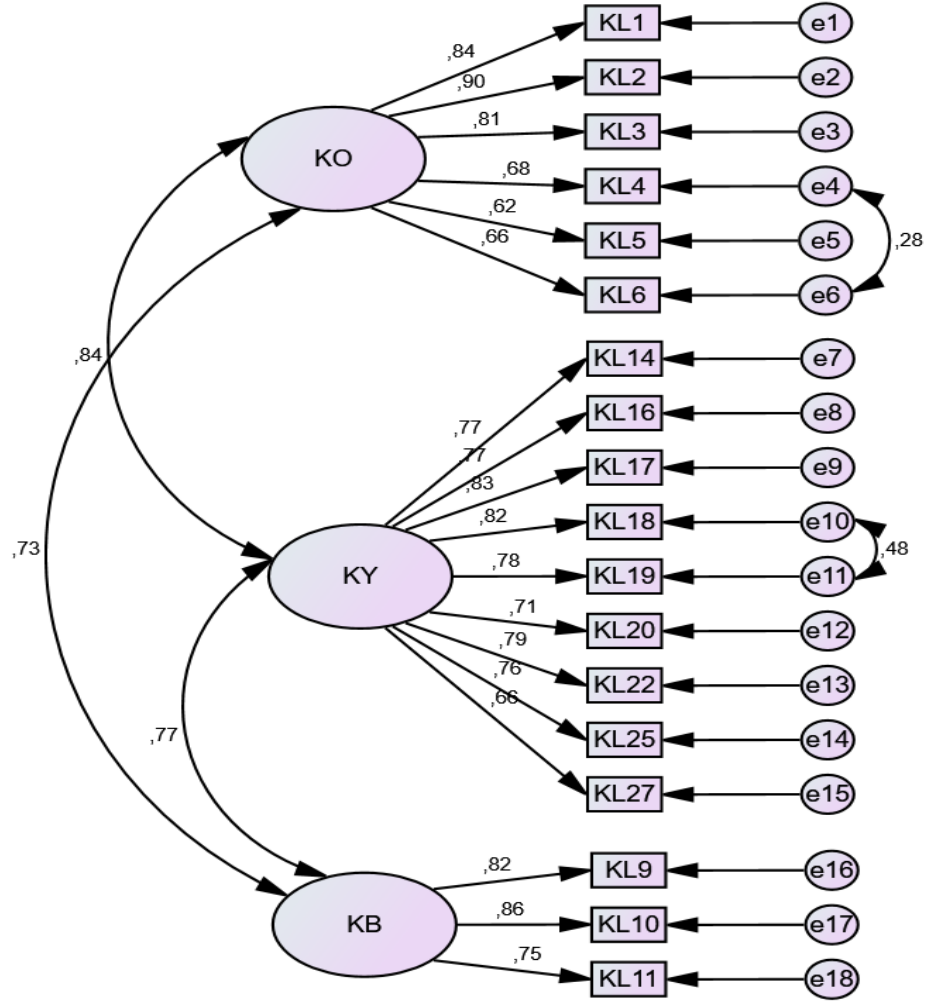 KL1 e1
,84
KL2 e2
,90
KL3 e3
,81
KO
KL4 e4
,68
KL5 e5
,62
,28
,66
KL6 e6
KL14 e7
,84
KL16 e8
,77
,77
KL17 e9
,83
KL18 e10
,82
,48
,73
KY
KL19 e11
,78
KL20 e12
,71
,79
KL22 e13
,76
,66
KL25 e14
,77
KL27 e15
KL9 e16
,82
KB
KL10 e17
,86
KL11 e18
,75